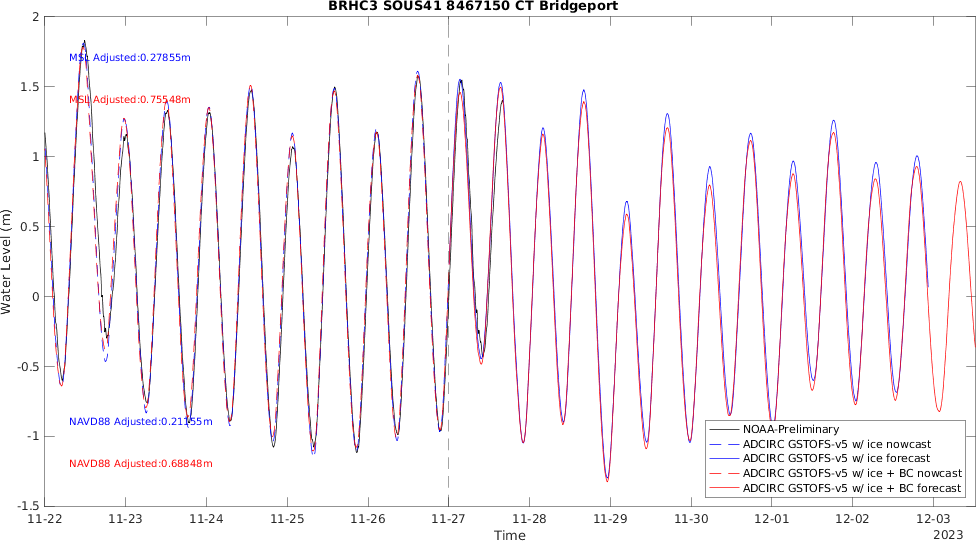 BRHC3 SOUS41 8467150 CT Bridgeport
2
MSL Adjusted:0.27855m
1.5
MSL Adjusted:0.75548m
1
0.5
Water Level (m)
0
-0.5
NAVD88 Adjusted:0.21155m
NOAA-Preliminary
-1
ADCIRC GSTOFS-v5 w/ ice nowcast
ADCIRC GSTOFS-v5 w/ ice forecast
NAVD88 Adjusted:0.68848m
ADCIRC GSTOFS-v5 w/ ice + BC nowcast
ADCIRC GSTOFS-v5 w/ ice + BC forecast
-1.5
11-22 11-23 11-24 11-25 11-26 11-27 11-28 11-29 11-30 12-01 12-02 12-03
Time
2023